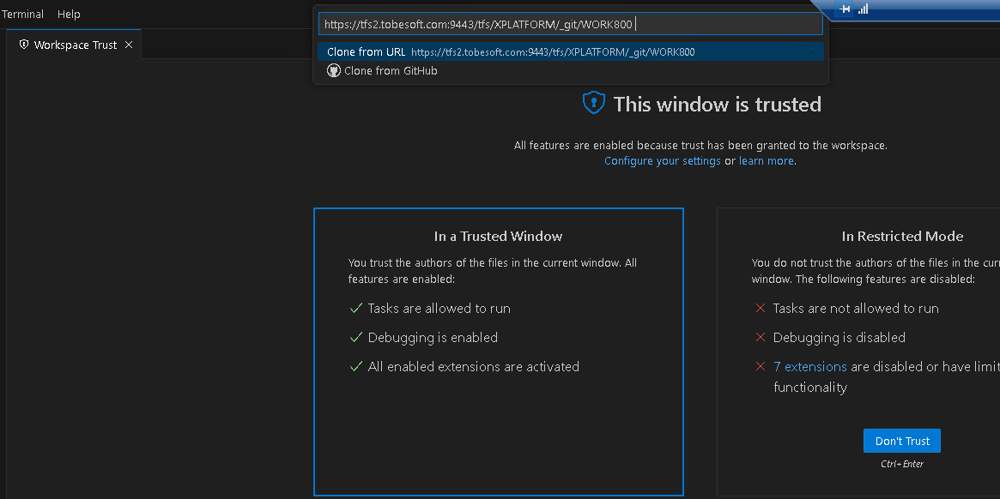 Terminal Help
https://tfs2.tobesoft.com:9443/tfs/XPLATFORM/_git/WORK800
Workspace Trust
Clone from URL https://tfs2.tobesoft.com:9443/tfs/XPLATFORM/_git/WORK800
Clone from GitHub
This window is trusted
All features are enabled because trust has been granted to the workspace.
Configure your settings or learn more.
In a Trusted Window
You trust the authors of the files in the current window. All
features are enabled:
Tasks are allowed to run
Debugging is enabled
All enabled extensions are activated
In Restricted Mode
You do not trust the authors of the files in the
window. The following features are disabled:
Tasks are not allowed to run
Debugging is disabled
7 extensions are disabled or have
functionality
Don't Trust
Ctrl+Enter